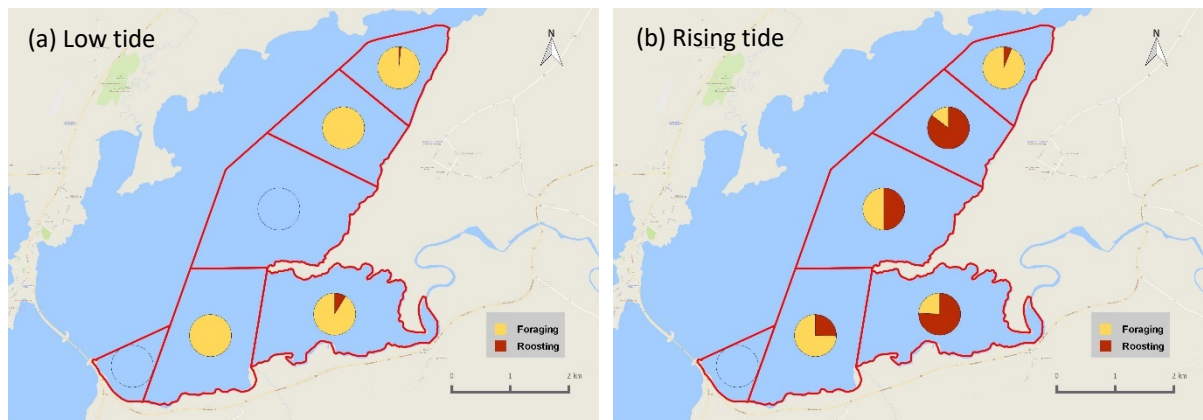 (a) Low tide
N
Foraging
Roosting
0 1 2 km
(b) Rising tide
N
Foraging
Roosting
0 1 2 km